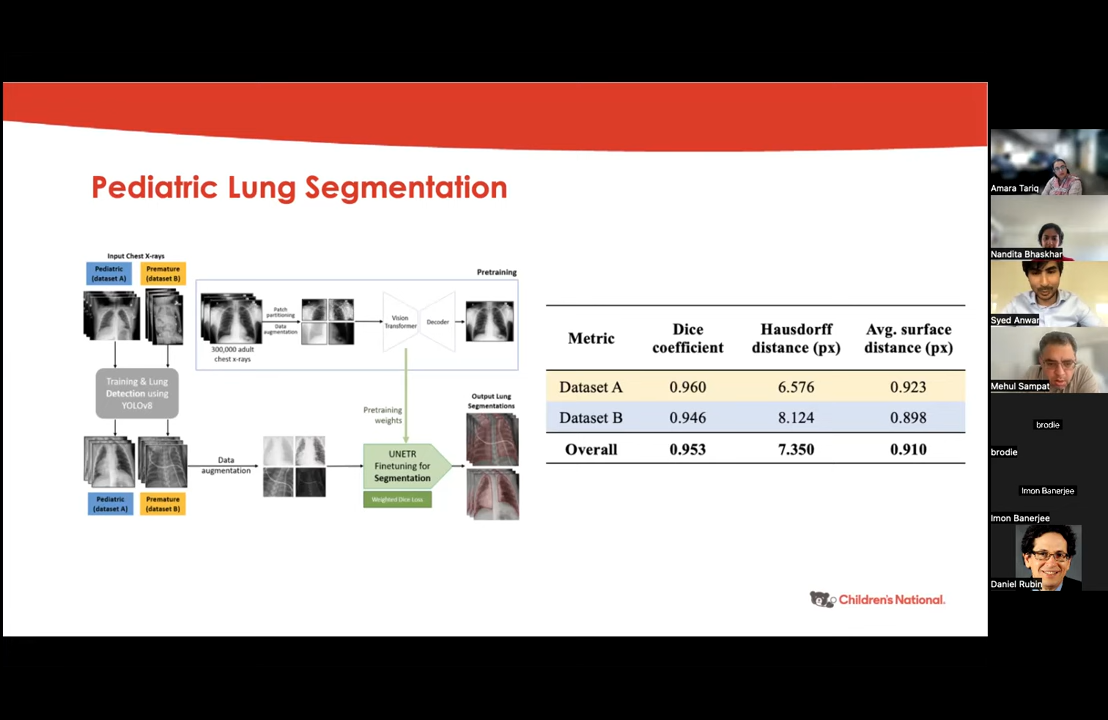 Pediatric Lung Segmentation
Input Chest X-rays
Pediatric
(dataset A)
Premature
(dataset B)
Pretraining
300,000 adult
chest x-rays
Patch
partitioning
Data
augmentation
Vision
Transformer
Decoder
Training & Lung
Detection using
YOLOv8
Pretraining
weights
Output Lung
Segmentations
Data
augmentation
UNETR
Finetuning for
Segmentation
Weighted Dice Loss
Pediatric
(dataset A)
Premature
(dataset B)
Metric Dice coefficient Hausdorff distance (px) Avg. surface distance (px)
Dataset A 0.960 6.576 0.923
Dataset B 0.946 8.124 0.898
Overall 0.953 7.350 0.910
Children's National.
Amara Tariq
Nandita Bhaskhar
Syed Anwar
Mehul Sampat
brodie
brodie
Imon Banerjee
Imon Banerjee
Daniel Rubin